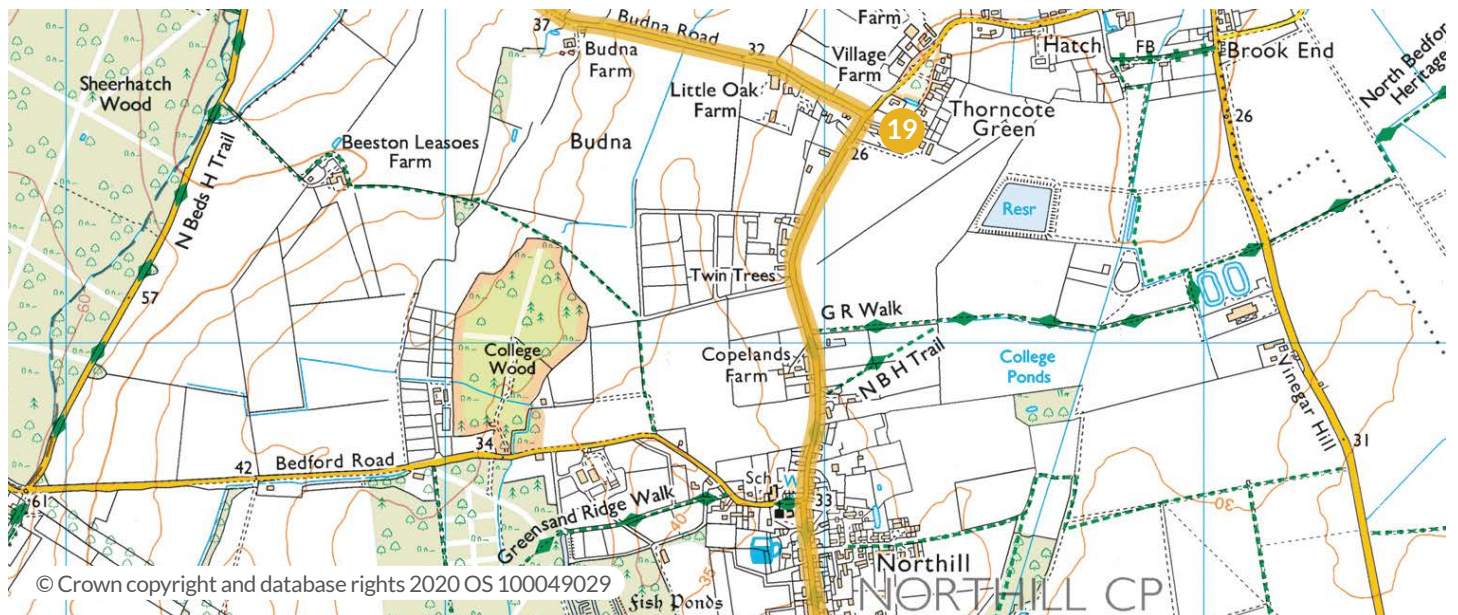 37
Budna Road
32
Farm
Budna
Farm
Village
Farm
Hatch
FB
Brook End
North Bedfor
Heritage
Sheerhatch
Wood
Little Oak
Farm
Thorncote
Green
19
26
26
Beeston Leasoes
Farm
Budna
N Beds H Trail
Resr
Twin Trees
57
60
G R Walk
College
Wood
Copelands
Farm
N B H Trail
College
Ponds
Vinegar Hill
34
31
42
Bedford Road
Sch
W
33
61
Greensand Ridge Walk
40
30
35
Northill
NORTHILL CP
Fish Ponds
© Crown copyright and database rights 2020 OS 100049029